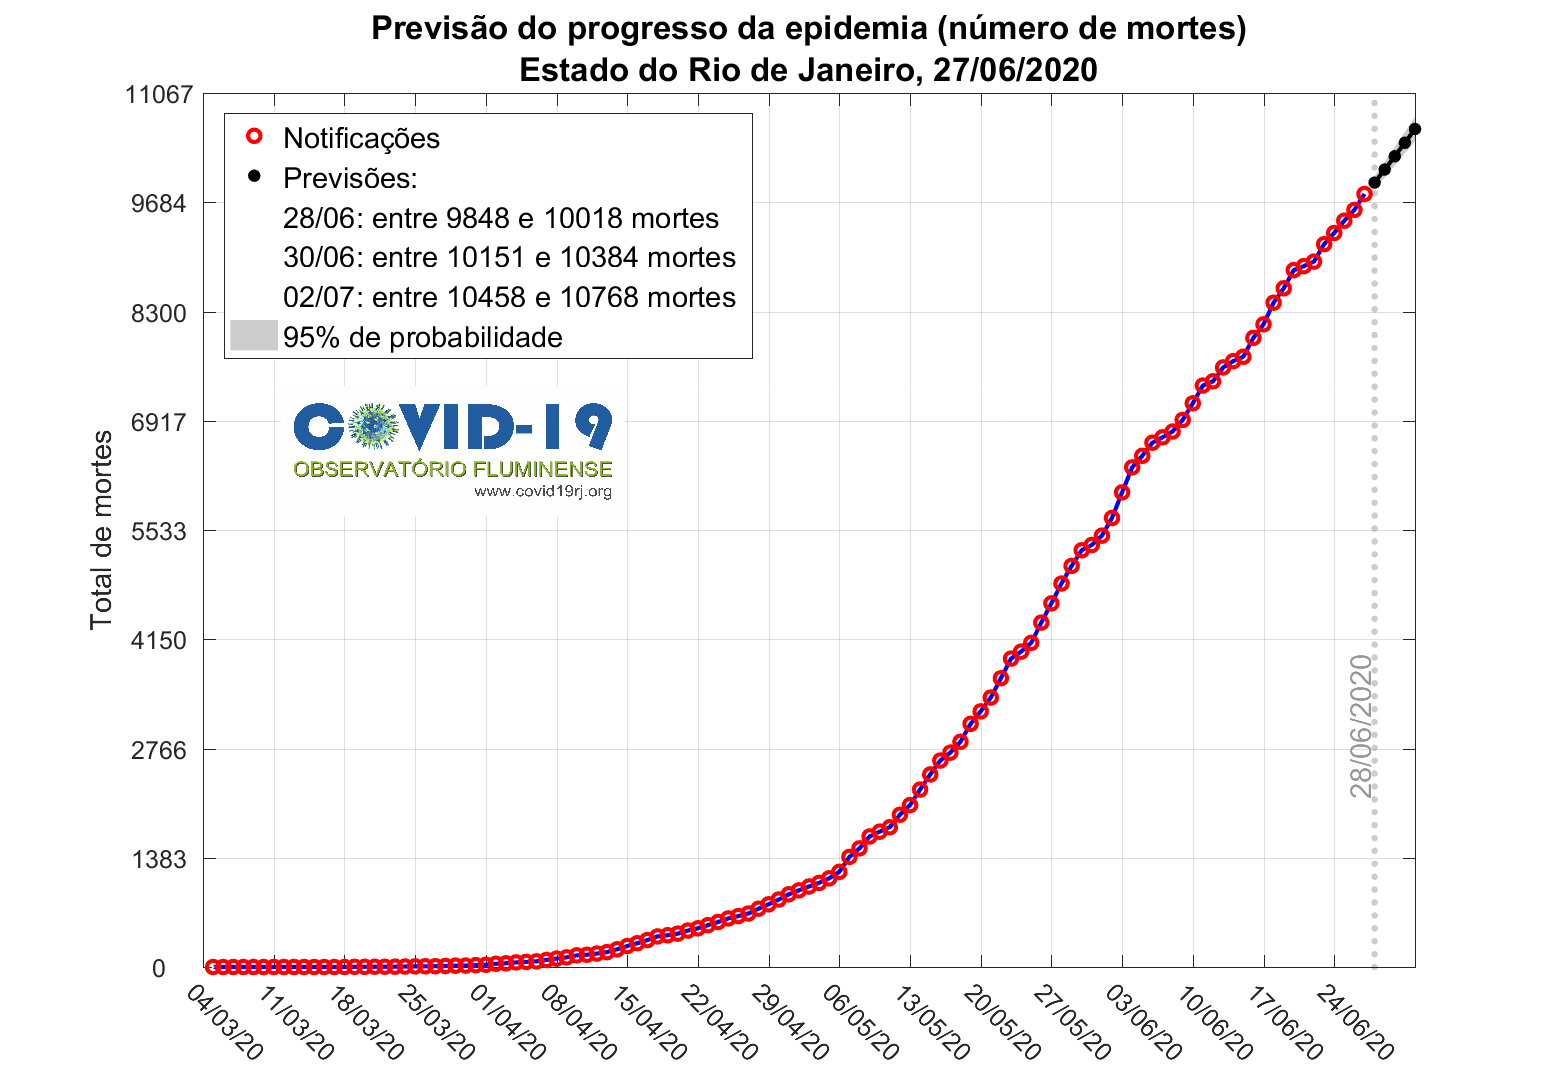 Previsão do progresso da epidemia (número de mortes)
Estado do Rio de Janeiro, 27/06/2020
11067
9684
8300
6917
5533
4150
2766
1383
0
Total de mortes
Notificações
Previsões:
28/06: entre 9848 e 10018 mortes
30/06: entre 10151 e 10384 mortes
02/07: entre 10458 e 10768 mortes
95% de probabilidade
COVID-19
OBSERVATÓRIO FLUMINENSE
www.covid19rj.org
28/06/2020
04/03/20
11/03/20
18/03/20
25/03/20
01/04/20
08/04/20
15/04/20
22/04/20
29/04/20
06/05/20
13/05/20
20/05/20
27/05/20
03/06/20
10/06/20
17/06/20
24/06/20